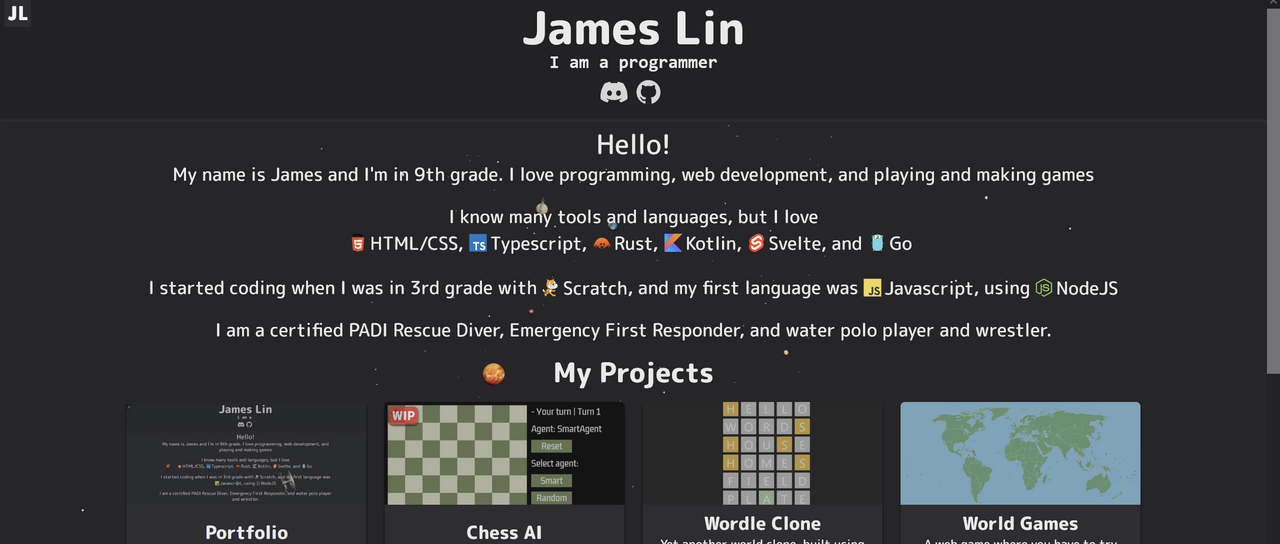 JL
James Lin
I am a programmer
Hello!
My name is James and I'm in 9th grade. I love programming, web development, and playing and making games
I know many tools and languages, but I love
HTML/CSS, TS Typescript, Rust, Kotlin, Svelte, and Go
I started coding when I was in 3rd grade with Scratch, and my first language was JS Javascript, using NodeJS
I am a certified PADI Rescue Diver, Emergency First Responder, and water polo player and wrestler.
My Projects
James Lin
I am a
Hello!
My name is James and I'm in 9th grade. I love programming, web development, and
playing and making games
I know many tools and languages, but I love
HTML/CSS, Typescript, Rust, Kotlin, Svelte, and Go
I started coding when I was in 3rd grade with Scratch, and my first language was
Javascript, using NodeJS
I am a certified PADI Rescue Diver, Emergency First Responder, and water polo player
and wrestler.
Portfolio
WIP
- Your turn | Turn 1
Agent: SmartAgent
Reset
Select agent:
Smart
Random
Chess AI
HELLO
WORDS
HOUSE
HOMES
FIELD
PLATE
Wordle Clone
Yet another world clone, built using
World Games
A web game where you have to try